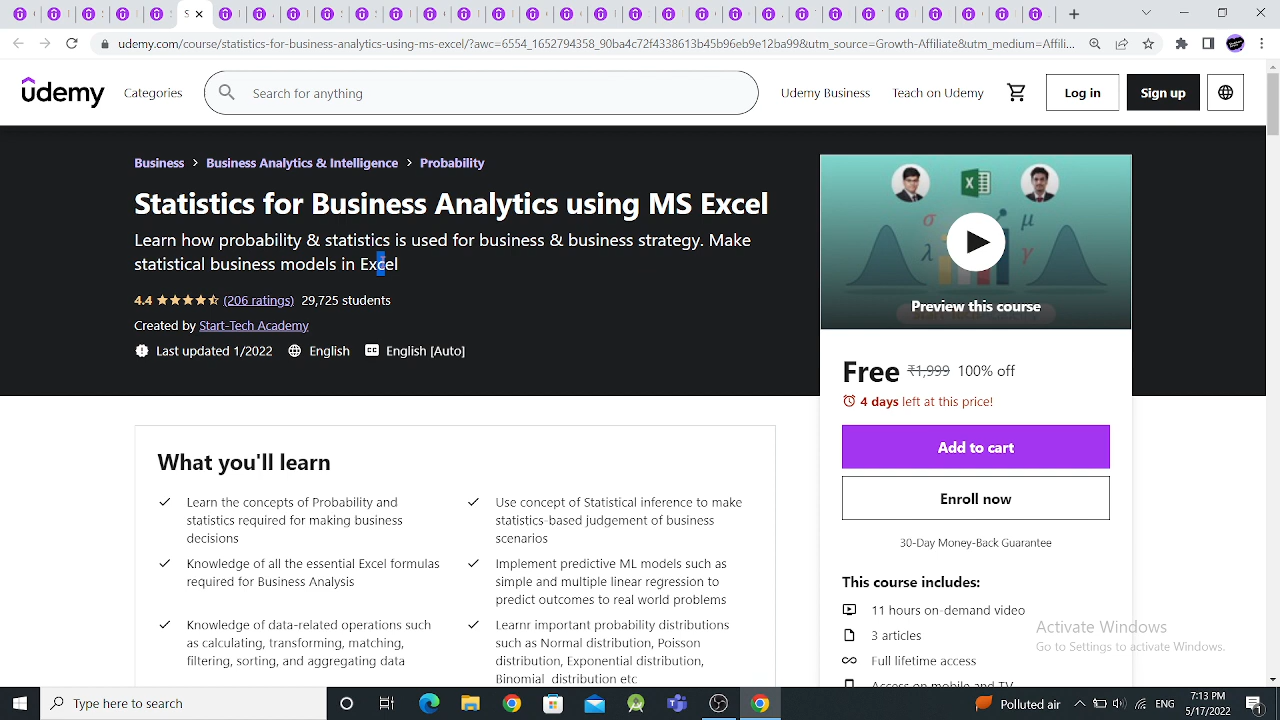 S
udemy.com/course/statistics-for-business-analytics-using-ms-excel/?ranMID=
Udemy
Categories
Search for anything
Udemy Business
Teach on Udemy
Log in
Sign up
Business > Business Analytics & Intelligence > Probability
Statistics for Business Analytics using MS Excel
Learn how probability & statistics is used for business & business strategy. Make
statistical business models in Excel
4.4 (206 ratings) 29,725 students
Created by Start-Tech Academy
Last updated 1/2022 English English [Auto]
σ μ
λ γ
Preview this course
Free ₹1,999 100% off
4 days left at this price!
Add to cart
Enroll now
30-Day Money-Back Guarantee
This course includes:
11 hours on-demand video
3 articles
Full lifetime access
Access on mobile and TV
What you'll learn
Learn the concepts of Probability and
statistics required for making business
decisions
Use concept of Statistical inference to make
statistics-based judgement of business
scenarios
Knowledge of all the essential Excel formulas
required for Business Analysis
Implement predictive ML models such as
simple and multiple linear regression to
predict outcomes to real world problems
Knowledge of data-related operations such
as calculating, transforming, matching,
filtering, sorting, and aggregating data
Learnr important probability distributions
such as Normal distribution, Poisson
distribution, Exponential distribution,
Binomial distribution etc
Activate Windows
Go to Settings to activate Windows.
Type here to search
Polluted air
ENG
7:13 PM
5/17/2022